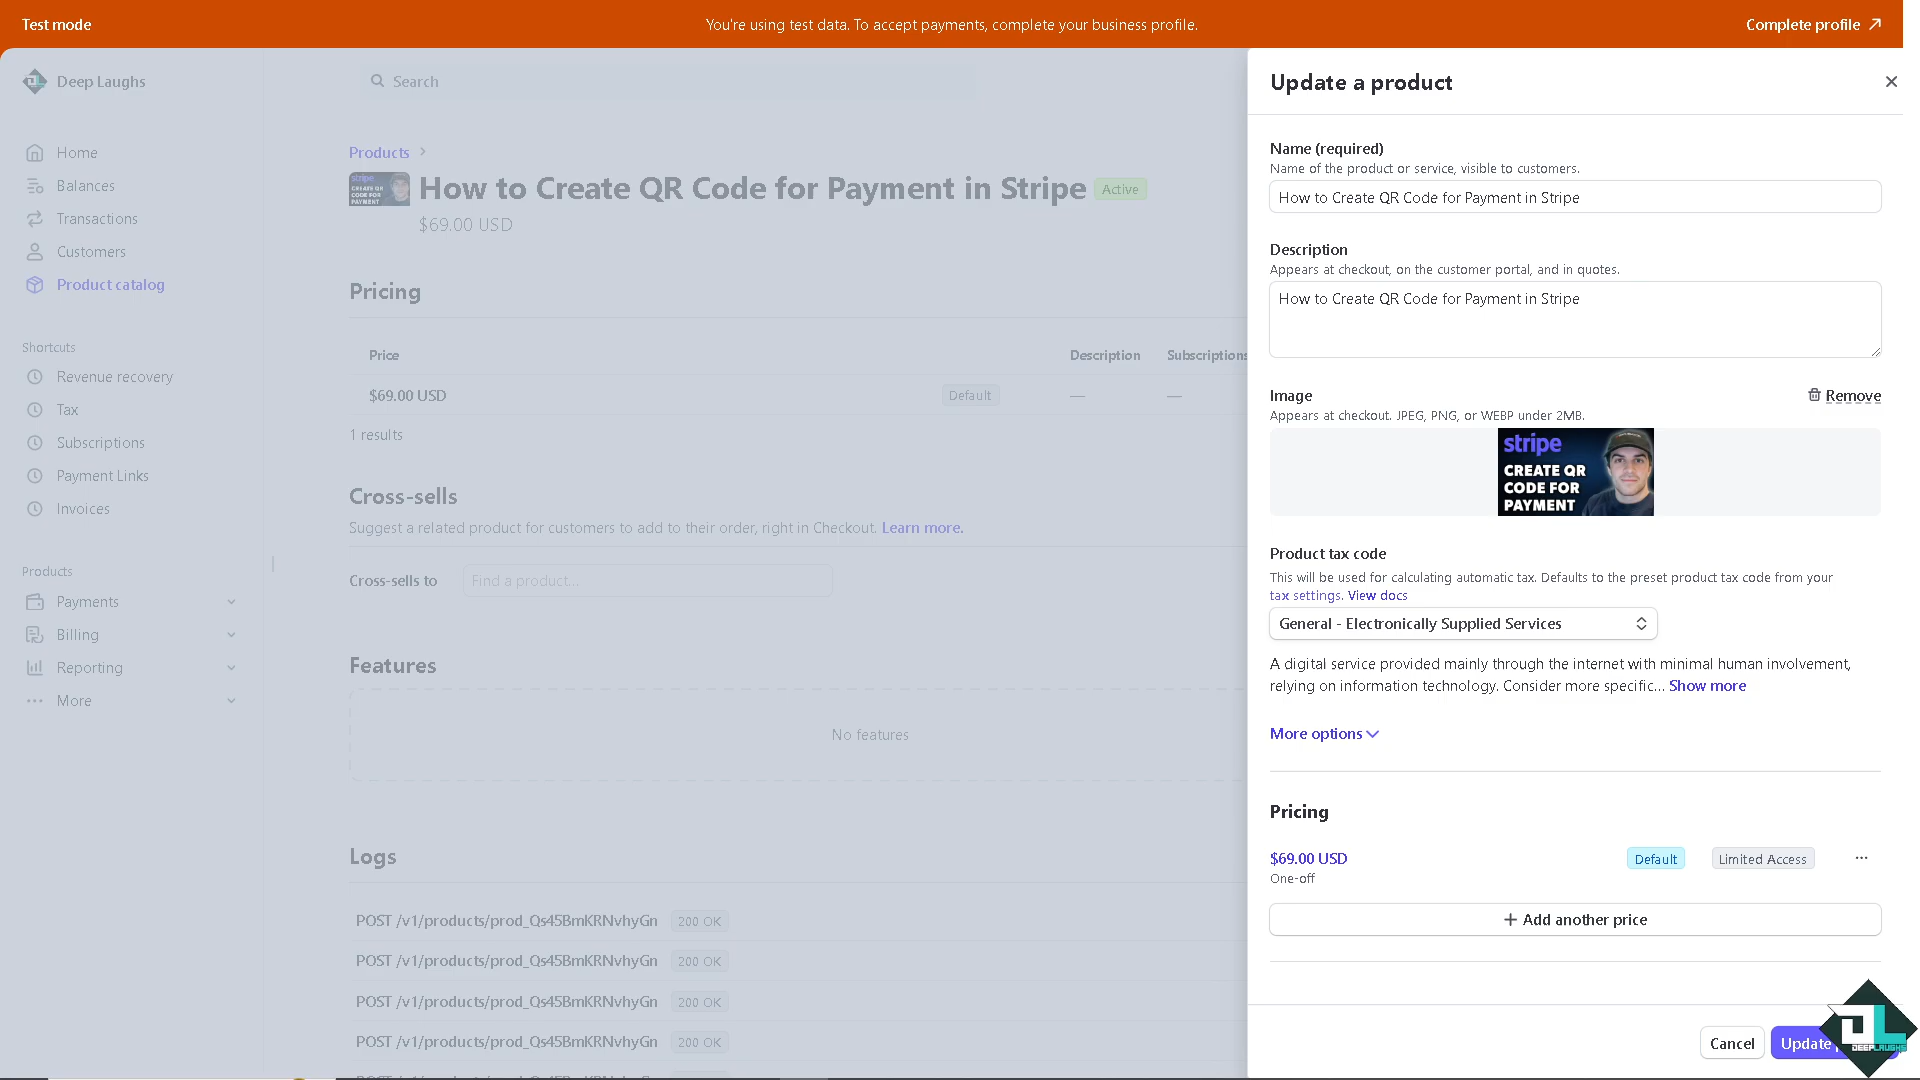 Test mode
You're using test data. To accept payments, complete your business profile.
Complete profile
Deep Laughs
Search
Home
Balances
Transactions
Customers
Product catalog
Shortcuts
Revenue recovery
Tax
Subscriptions
Payment Links
Invoices
Products
Payments
Billing
Reporting
More
Products
stripe
CREATE QR
CODE FOR
PAYMENT
How to Create QR Code for Payment in Stripe
Active
$69.00 USD
Pricing
Price
Description
Subscriptions
$69.00 USD
Default
—
—
1 results
Cross-sells
Suggest a related product for customers to add to their order, right in Checkout. Learn more.
Cross-sells to
Find a product...
Features
No features
Logs
POST /v1/products/prod_Qs45BmKRNvhyGn 200 OK
POST /v1/products/prod_Qs45BmKRNvhyGn 200 OK
POST /v1/products/prod_Qs45BmKRNvhyGn 200 OK
POST /v1/products/prod_Qs45BmKRNvhyGn 200 OK
Update a product
Name (required)
Name of the product or service, visible to customers.
How to Create QR Code for Payment in Stripe
Description
Appears at checkout, on the customer portal, and in quotes.
How to Create QR Code for Payment in Stripe
Image
Remove
Appears at checkout. JPEG, PNG, or WEBP under 2MB.
stripe
CREATE QR
CODE FOR
PAYMENT
Product tax code
This will be used for calculating automatic tax. Defaults to the preset product tax code from your
tax settings. View docs
General - Electronically Supplied Services
A digital service provided mainly through the internet with minimal human involvement,
relying on information technology. Consider more specific... Show more
More options
Pricing
$69.00 USD
Default
Limited Access
One-off
Add another price
Cancel
Update
DEEPLAUGHS